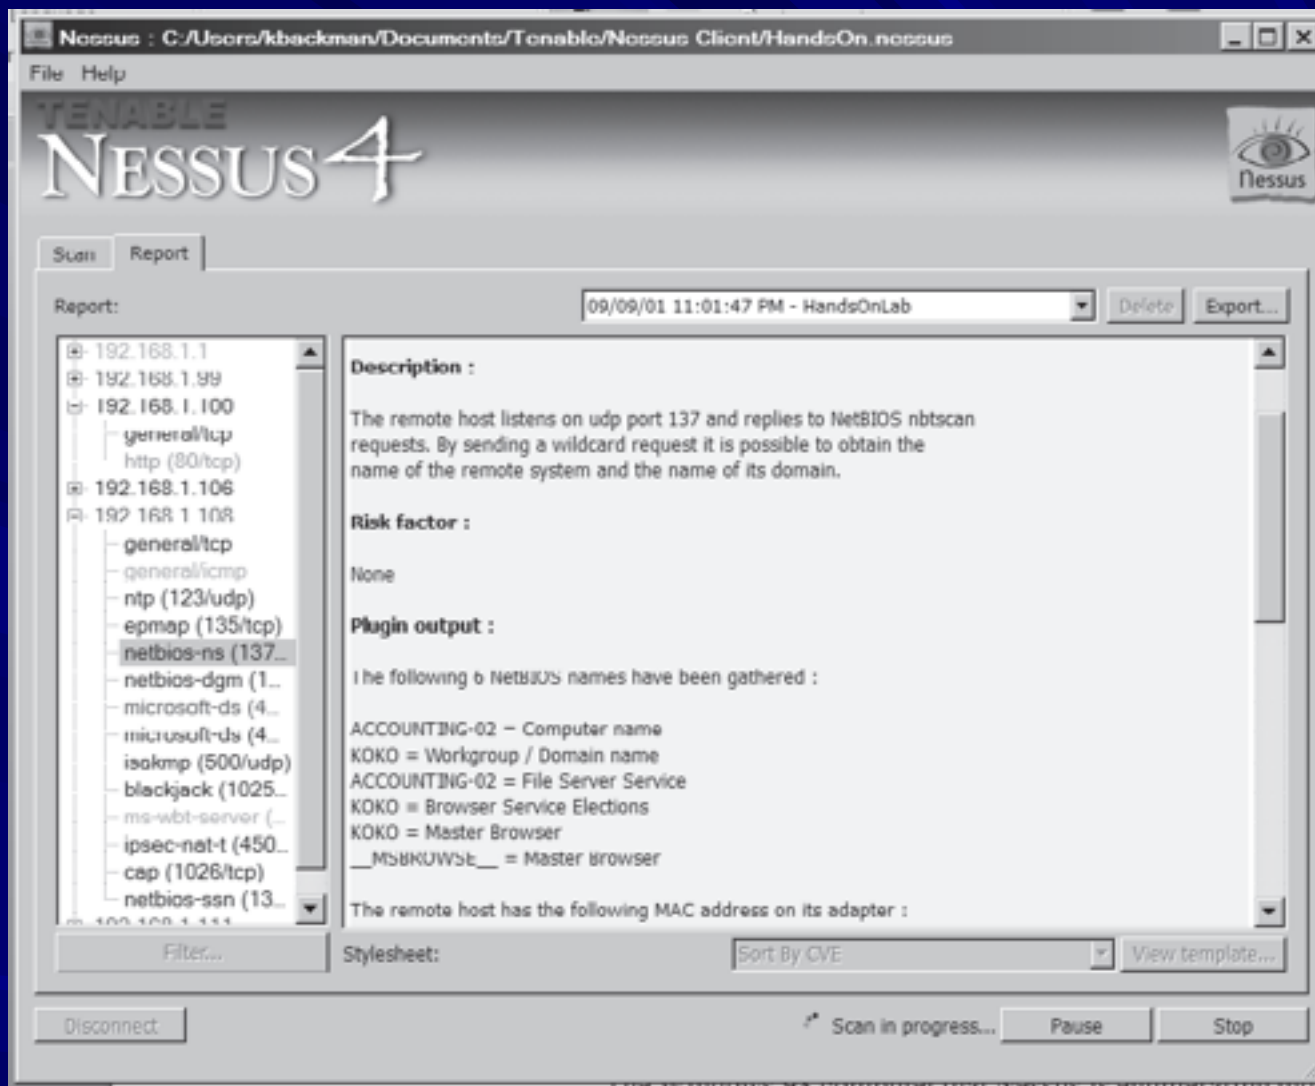 Nessus : C:/Users/kbackman/Documents/Tenable/Nessus Client/HandsOn.nessus
File Help
TENABLE
NESSUS 4
Nessus
Scan Report
Report:
09/09/01 11:01:47 PM - HandsOnLab
Delete
Export...
192.168.1.1
192.168.1.99
192.168.1.100
general/tcp
http (80/tcp)
192.168.1.106
192.168.1.108
general/tcp
general/icmp
ntp (123/udp)
epmap (135/tcp)
netbios-ns (137...
netbios-dgm (1...
microsoft-ds (4...
microsoft-ds (4...
isakmp (500/udp)
blackjack (1025...
ms-wbt-server (...
ipsec-nat-t (450...
cap (1026/tcp)
netbios-ssn (13...
192.168.1.111
Description :
The remote host listens on udp port 137 and replies to NetBIOS nbtscan
requests. By sending a wildcard request it is possible to obtain the
name of the remote system and the name of its domain.
Risk factor :
None
Plugin output :
The following 6 NetBIOS names have been gathered :
ACCOUNTING-02 = Computer name
KOKO = Workgroup / Domain name
ACCOUNTING-02 = File Server Service
KOKO = Browser Service Elections
KOKO = Master Browser
__MSBROWSE__ = Master Browser
The remote host has the following MAC address on its adapter :
Filter...
Stylesheet:
Sort By CVE
View template...
Disconnect
Scan in progress...
Pause
Stop